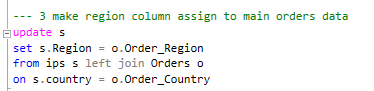 --- 3 make region column assign to main orders data
update s
set s.Region = o.Order_Region
from ips s left join Orders o
on s.country = o.Order_Country